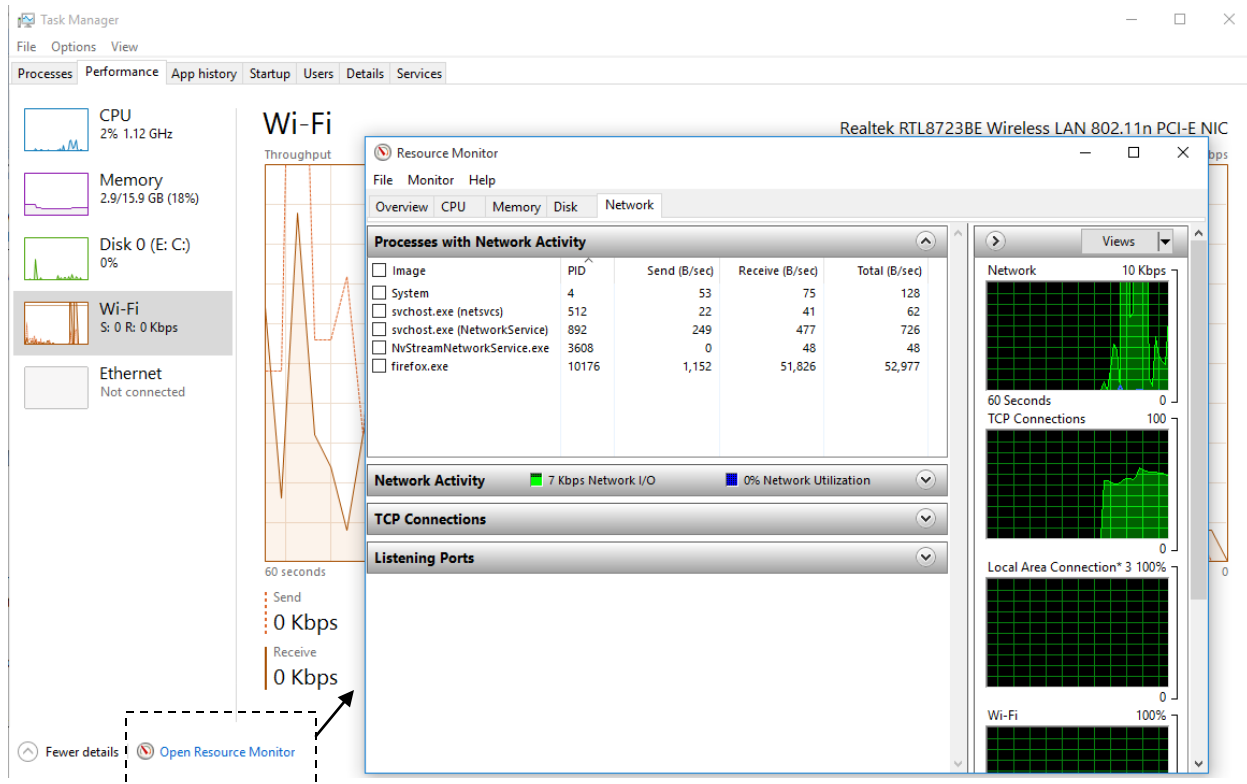 Task Manager
File Options View
Processes Performance App history Startup Users Details Services
CPU
2% 1.12 GHz
Memory
2.9/15.9 GB (18%)
Disk 0 (E: C:)
0%
Wi-Fi
S: 0 R: 0 Kbps
Ethernet
Not connected
Wi-Fi
Realtek RTL8723BE Wireless LAN 802.11n PCI-E NIC
Throughput
bps
60 seconds
0
Send
0 Kbps
Receive
0 Kbps
Fewer details
Open Resource Monitor
Resource Monitor
File Monitor Help
Overview CPU Memory Disk Network
Processes with Network Activity
Image PID Send (B/sec) Receive (B/sec) Total (B/sec)
System 4 53 75 128
svchost.exe (netsvcs) 512 22 41 62
svchost.exe (NetworkService) 892 249 477 726
NvStreamNetworkService.exe 3608 0 48 48
firefox.exe 10176 1,152 51,826 52,977
Network Activity 7 Kbps Network I/O 0% Network Utilization
TCP Connections
Listening Ports
Views
Network 10 Kbps
60 Seconds 0
TCP Connections 100
0
Local Area Connection* 3 100%
0
Wi-Fi 100%